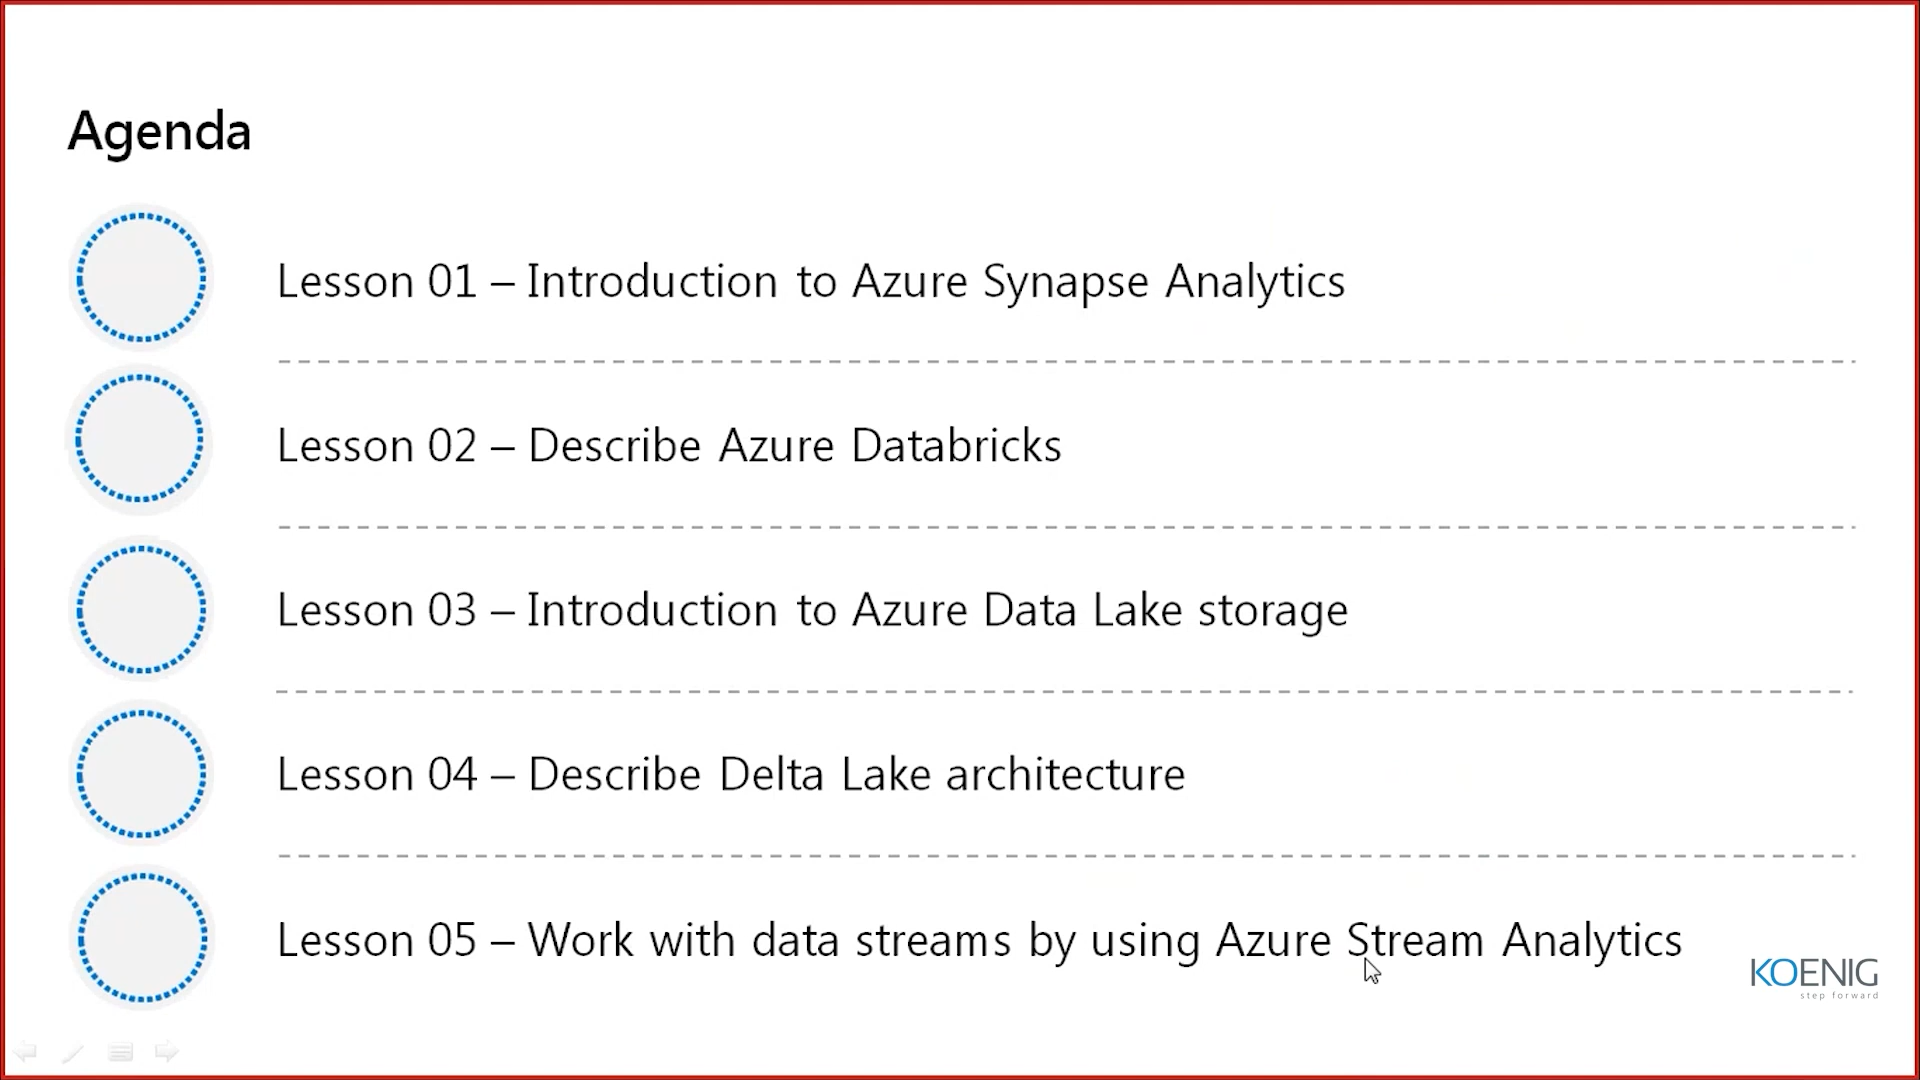 Agenda
Lesson 01 – Introduction to Azure Synapse Analytics
Lesson 02 – Describe Azure Databricks
Lesson 03 – Introduction to Azure Data Lake storage
Lesson 04 – Describe Delta Lake architecture
Lesson 05 – Work with data streams by using Azure Stream Analytics
KOENIG
step forward